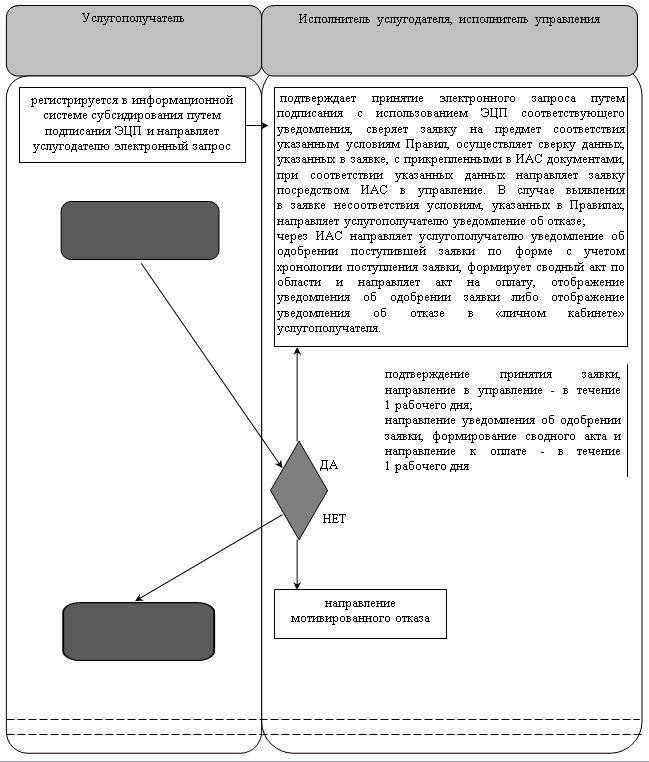 Услугополучатель
Исполнитель услугодателя, исполнитель управления
регистрируется в информационной
системе субсидирования путем
подписания ЭЦП и направляет
услугодателю электронный запрос
подтверждает принятие электронного запроса путем
подписания с использованием ЭЦП соответствующего
уведомления, сверяет заявку на предмет соответствия
указанным условиям Правил, осуществляет сверку данных,
указанных в заявке, с прикрепленными в ИАС документами,
при соответствии указанных данных направляет заявку
посредством ИАС в управление. В случае выявления
в заявке несоответствия условиям, указанных в Правилах,
направляет услугополучателю уведомление об отказе;
через ИАС направляет услугополучателю уведомление об
одобрении поступившей заявки по форме с учетом
хронологии поступления заявки, формирует сводный акт по
области и направляет акт на оплату, отображение
уведомления об одобрении заявки либо отображение
уведомления об отказе в «личном кабинете»
услугополучателя.
подтверждение принятия заявки,
направление в управление - в течение
1 рабочего дня;
направление уведомления об одобрении
заявки, формирование сводного акта и
направление к оплате - в течение
1 рабочего дня
ДА
НЕТ
направление
мотивированного отказа